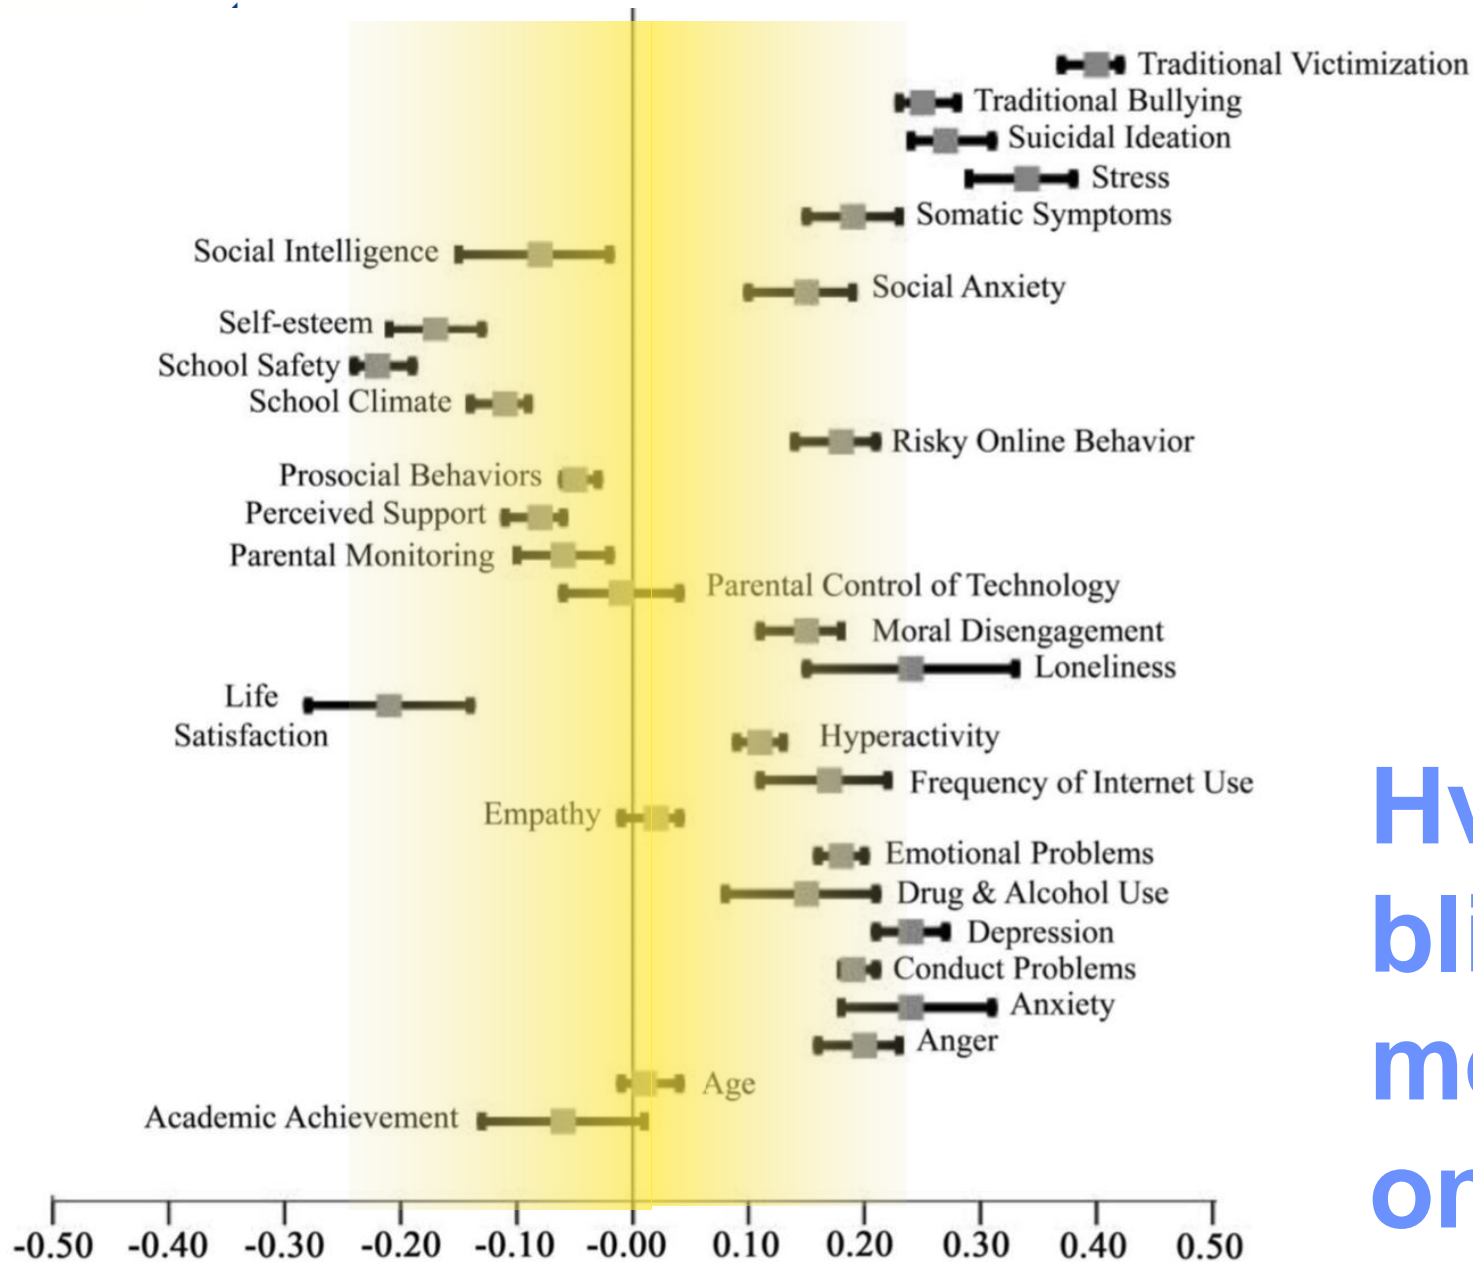 Traditional Victimization
Traditional Bullying
Suicidal Ideation
Stress
Somatic Symptoms
Social Intelligence
Social Anxiety
Self-esteem
School Safety
School Climate
Risky Online Behavior
Prosocial Behaviors
Perceived Support
Parental Monitoring
Parental Control of Technology
Moral Disengagement
Loneliness
Life
Satisfaction
Hyperactivity
Frequency of Internet Use
Empathy
Emotional Problems
Drug & Alcohol Use
Depression
Conduct Problems
Anxiety
Anger
Age
Academic Achievement
-0.50 -0.40 -0.30 -0.20 -0.10 -0.00 0.10 0.20 0.30 0.40 0.50